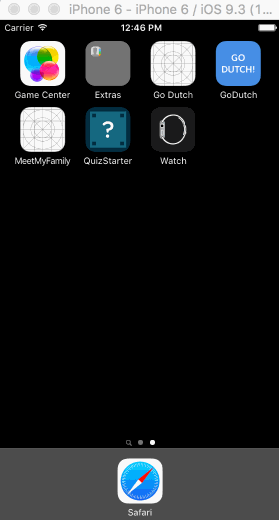 iPhone 6 - iPhone 6 / iOS 9.3 (1...
Carrier 12:46 PM
GO
DUTCH!
Game Center Extras Go Dutch GoDutch
?
MeetMyFamily QuizStarter Watch
Safari